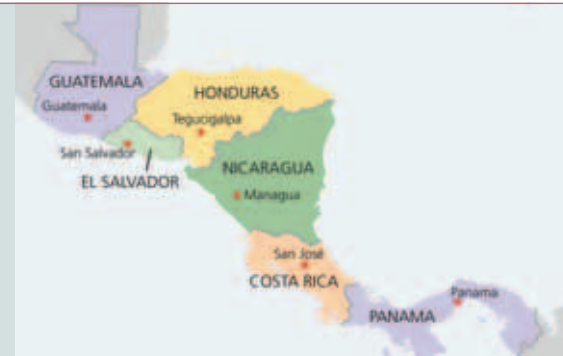 GUATEMALA
Guatemala
HONDURAS
Tegucigalpa
San Salvador
EL SALVADOR
NICARAGUA
Managua
San José
COSTA RICA
Panama
PANAMA